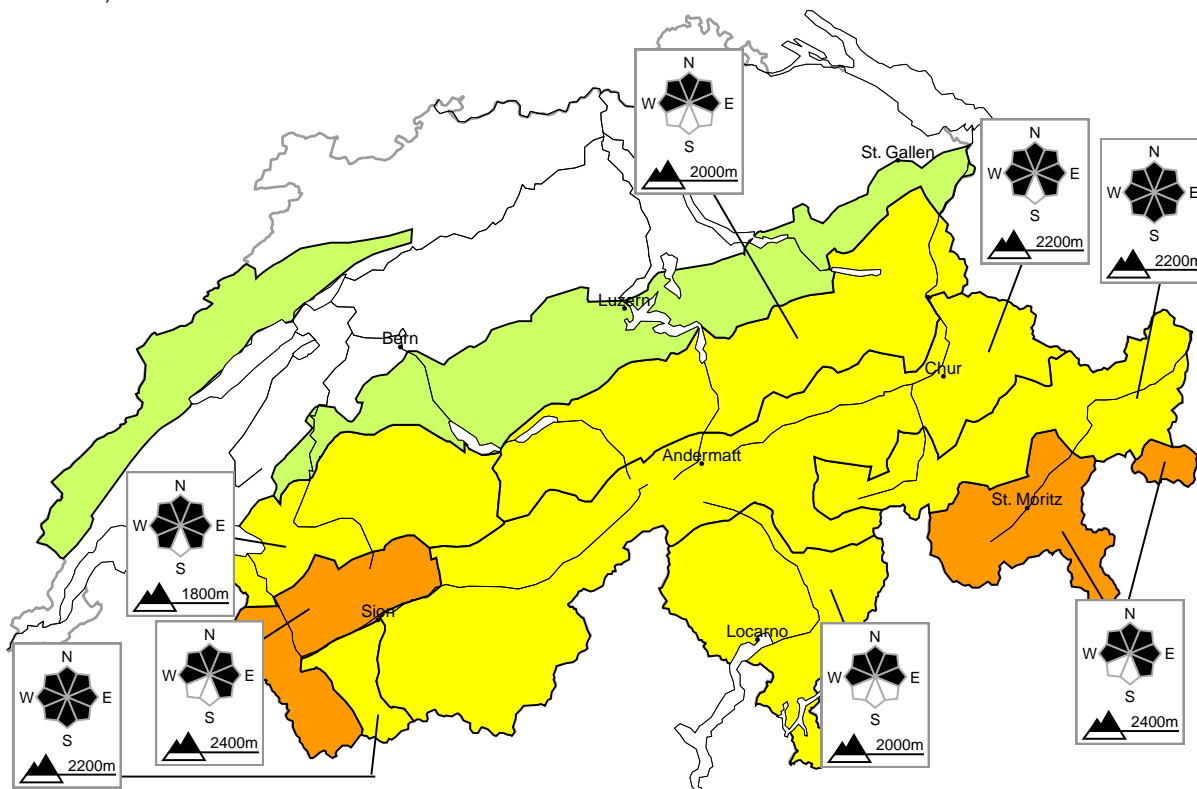 N
W E
S
2000m
St. Gallen
N
W E
S
2200m
N
W E
S
2200m
Luzern
Bern
Chur
Andermatt
St. Moritz
N
W E
S
1800m
Sion
Locarno
N
W E
S
2200m
N
W E
S
2400m
N
W E
S
2000m
N
W E
S
2400m